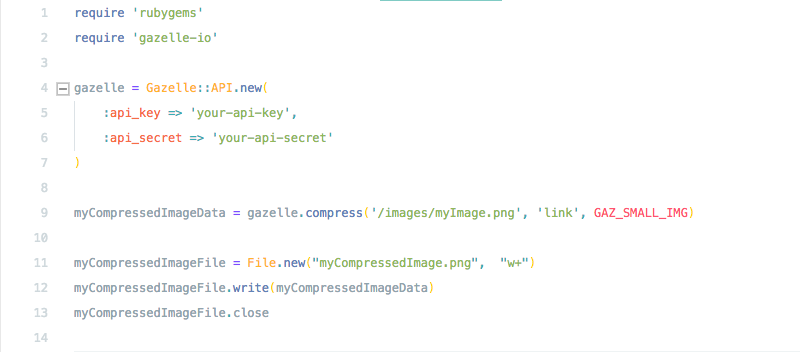 1 require 'rubygems'
2 require 'gazelle-io'
3
4 gazelle = Gazelle::API.new(
5     :api_key => 'your-api-key',
6     :api_secret => 'your-api-secret'
7 )
8
9 myCompressedImageData = gazelle.compress('/images/myImage.png', 'link', GAZ_SMALL_IMG)
10
11 myCompressedImageFile = File.new("myCompressedImage.png",  "w+")
12 myCompressedImageFile.write(myCompressedImageData)
13 myCompressedImageFile.close
14